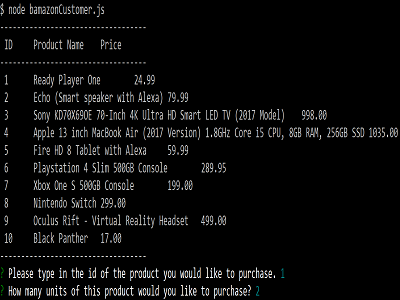 $ node bamazonCustomer.js
---------------------------------
ID Product Name Price
---------------------------------
1 Ready Player One 24.99
2 Echo (Smart speaker with Alexa) 79.99
3 Sony KD70X690E 70-Inch 4K Ultra HD Smart LED TV (2017 Model) 998.00
4 Apple 13 inch MacBook Air (2017 Version) 1.8GHz Core i5 CPU, 8GB RAM, 256GB SSD 1035.00
5 Fire HD 8 Tablet with Alexa 59.99
6 Playstation 4 Slim 500GB Console 289.95
7 Xbox One S 500GB Console 199.00
8 Nintendo Switch 299.00
9 Oculus Rift - Virtual Reality Headset 499.00
10 Black Panther 17.00
---------------------------------
? Please type in the id of the product you would like to purchase. 1
? How many units of this product would you like to purchase? 2